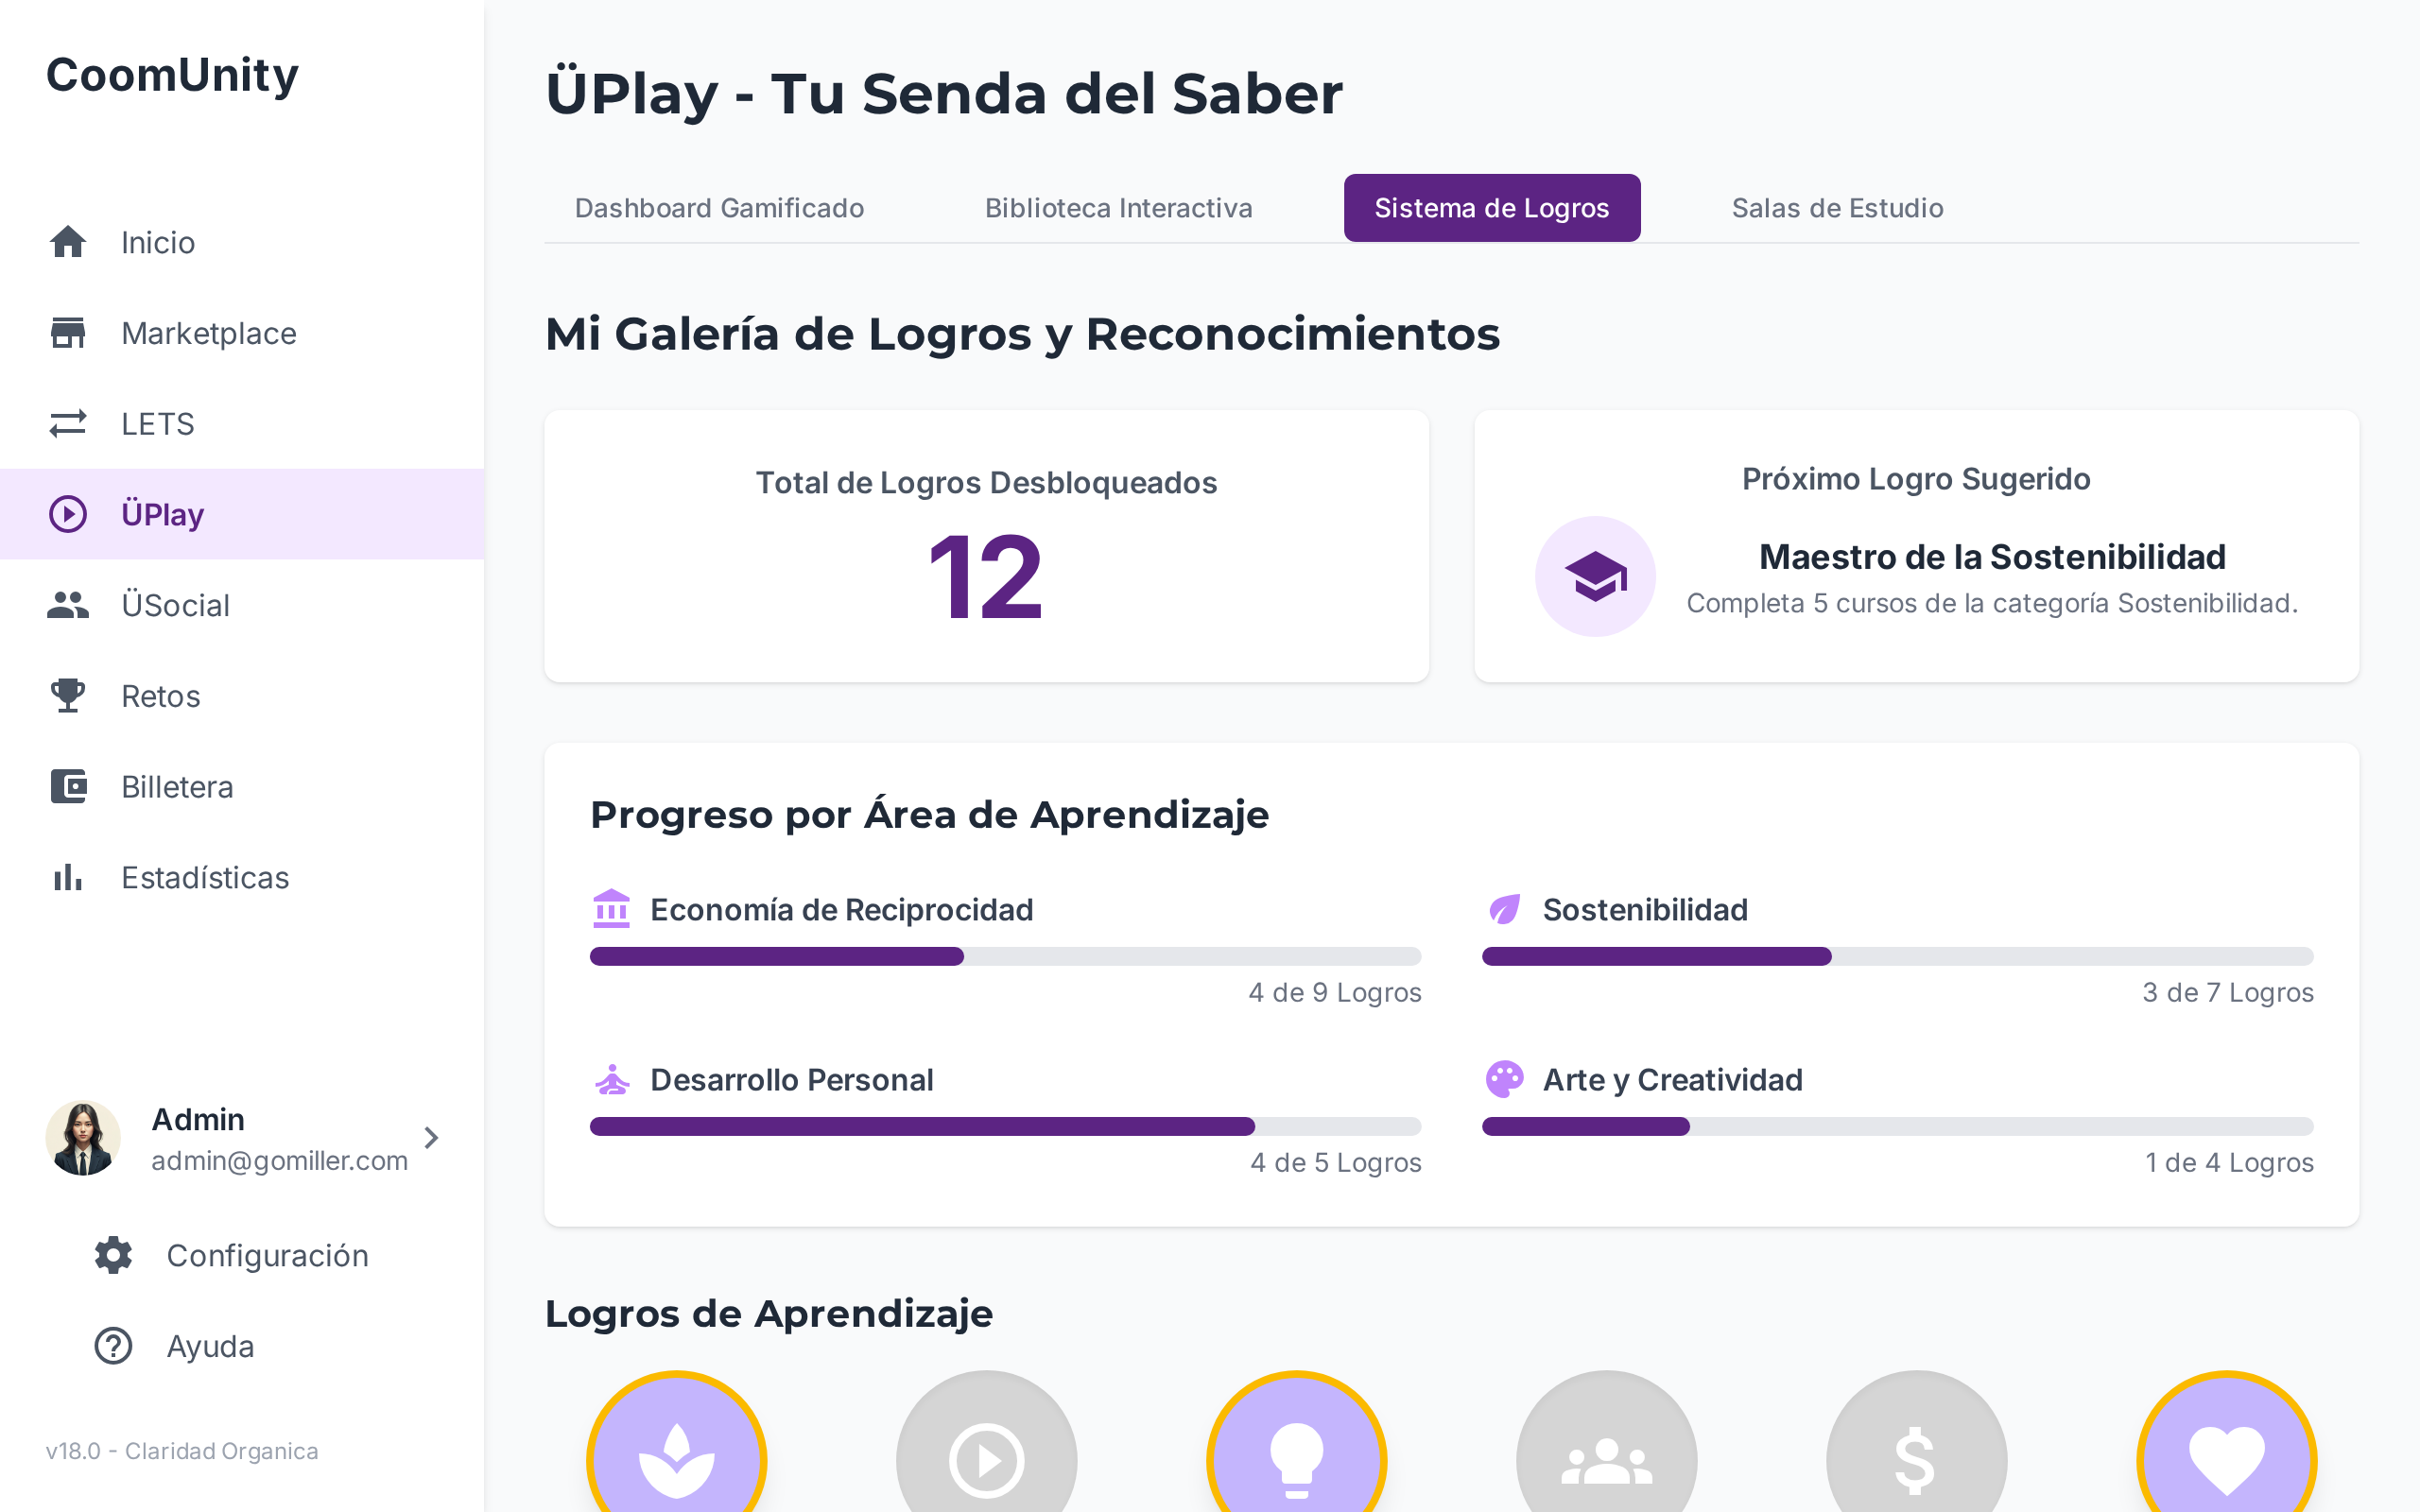 CoomUnity
Inicio
Marketplace
LETS
ÜPlay
ÜSocial
Retos
Billetera
Estadísticas
Admin
admin@gomiller.com
Configuración
Ayuda
v18.0 - Claridad Organica
ÜPlay - Tu Senda del Saber
Dashboard Gamificado
Biblioteca Interactiva
Sistema de Logros
Salas de Estudio
Mi Galería de Logros y Reconocimientos
Total de Logros Desbloqueados
12
Próximo Logro Sugerido
Maestro de la Sostenibilidad
Completa 5 cursos de la categoría Sostenibilidad.
Progreso por Área de Aprendizaje
Economía de Reciprocidad
4 de 9 Logros
Sostenibilidad
3 de 7 Logros
Desarrollo Personal
4 de 5 Logros
Arte y Creatividad
1 de 4 Logros
Logros de Aprendizaje